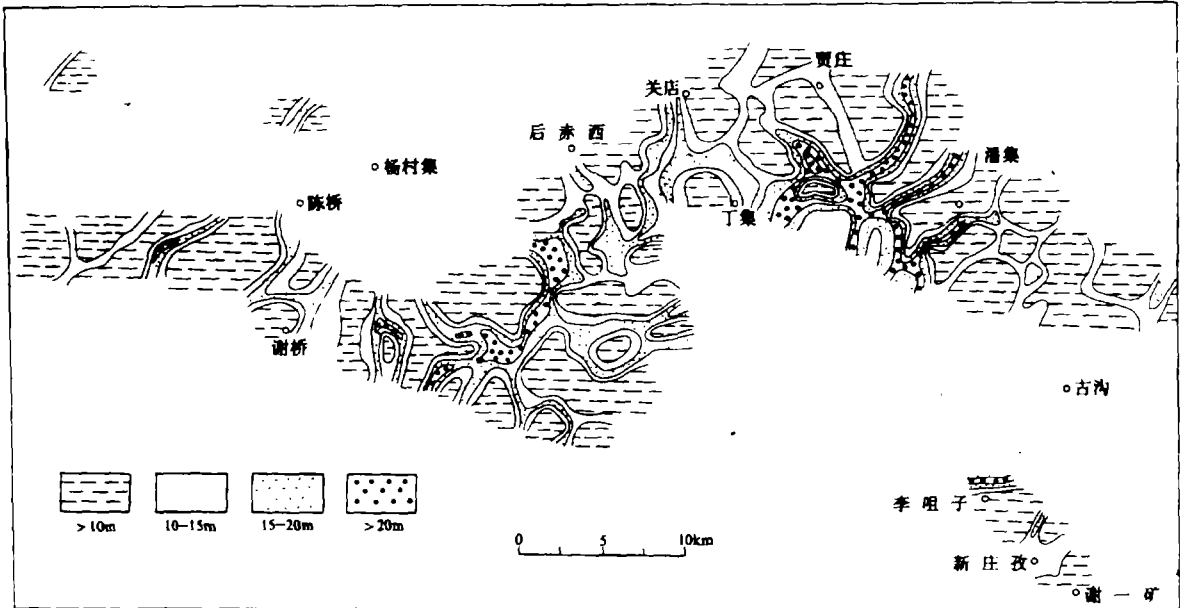 贾庄
关店
后赤西
潘集
杨村集
丁集
陈桥
谢桥
古沟
>10m
10-15m
15-20m
>20m
0
5
10km
李咀子
新庄孜
谢一矿